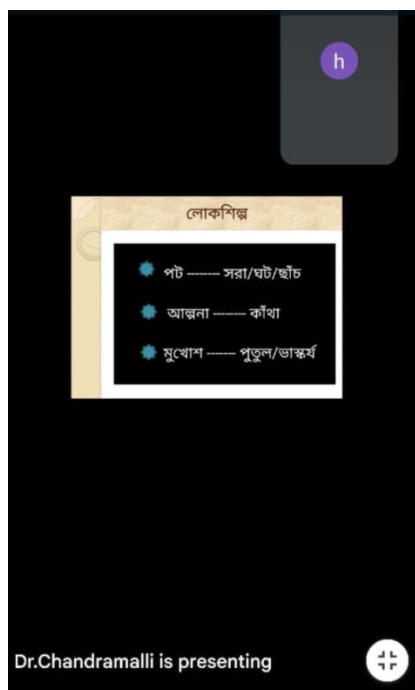 h
লোকশিল্প
পট ------- সরা/ঘট/ছাঁচ
আল্পনা ------- কাঁথা
মুখোশ ------ পুতুল/ভাস্কর্য
Dr.Chandramalli is presenting